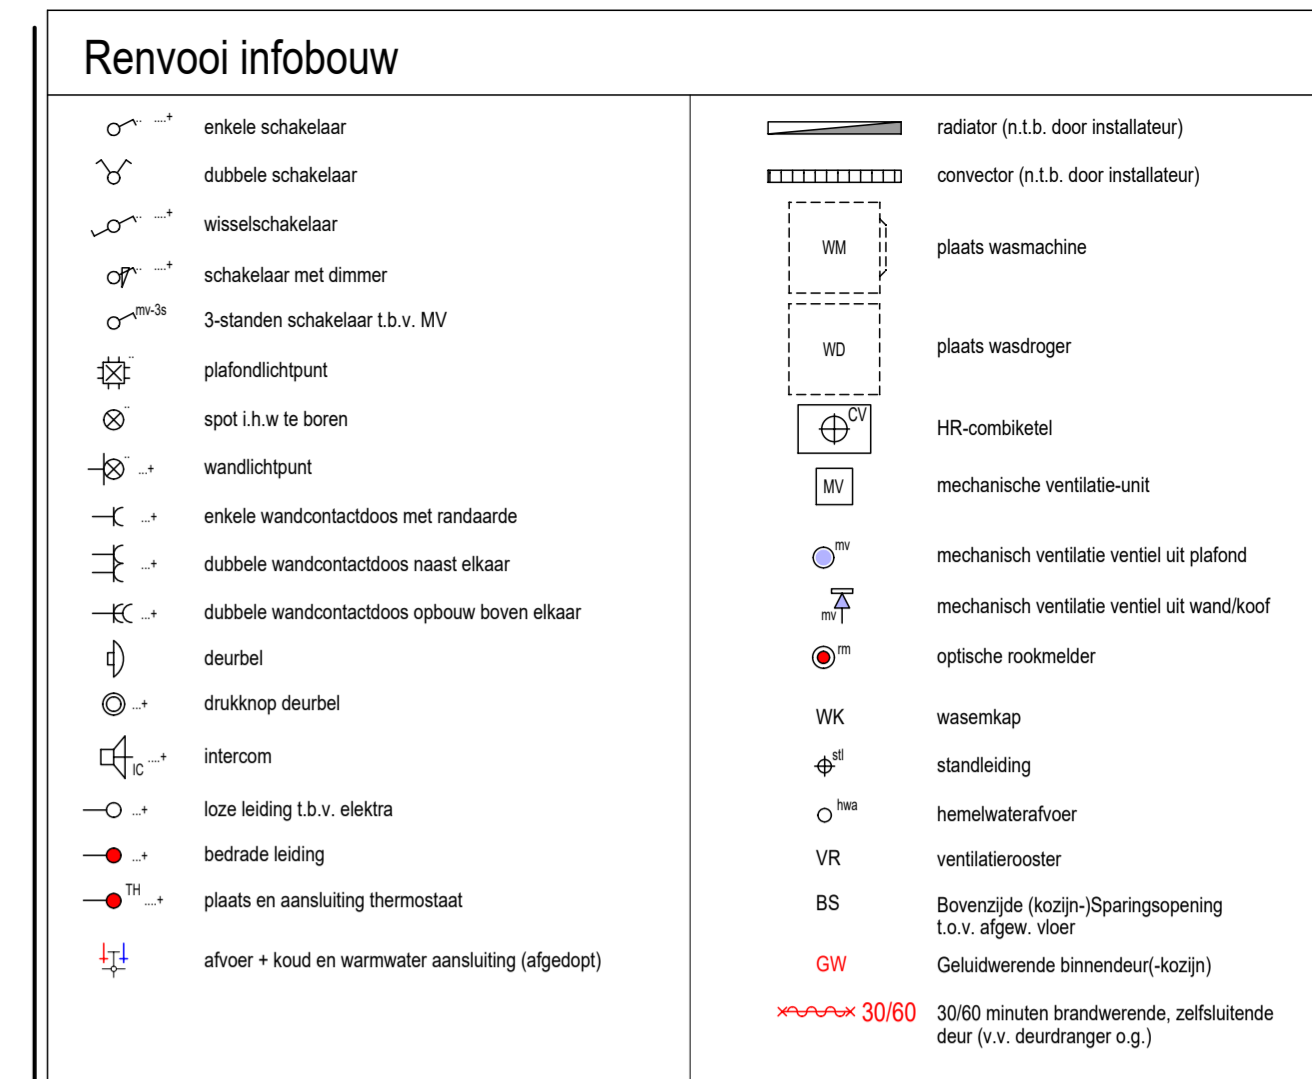 Renvooi infobouw
.. ....+ enkele schakelaar
dubbele schakelaar
.. ....+ wisselschakelaar
.. ....+ schakelaar met dimmer
mv-3s 3-standen schakelaar t.b.v. MV
.. plafondlichtpunt
.. spot i.h.w te boren
.. ...+ wandlichtpunt
...+ enkele wandcontactdoos met randaarde
...+ dubbele wandcontactdoos naast elkaar
...+ dubbele wandcontactdoos opbouw boven elkaar
deurbel
...+ drukknop deurbel
IC ....+ intercom
...+ loze leiding t.b.v. elektra
...+ bedrade leiding
TH ....+ plaats en aansluiting thermostaat
afvoer + koud en warmwater aansluiting (afgedopt)
radiator (n.t.b. door installateur)
convector (n.t.b. door installateur)
WM plaats wasmachine
WD plaats wasdroger
CV HR-combiketel
MV mechanische ventilatie-unit
mv mechanisch ventilatie ventiel uit plafond
mv mechanisch ventilatie ventiel uit wand/koof
rm optische rookmelder
WK wasemkap
stl standleiding
hwa hemelwaterafvoer
VR ventilatierooster
BS Bovenzijde (kozijn-)Sparingsopening
t.o.v. afgew. vloer
GW Geluidwerende binnendeur(-kozijn)
30/60 30/60 minuten brandwerende, zelfsluitende
deur (v.v. deurdranger o.g.)